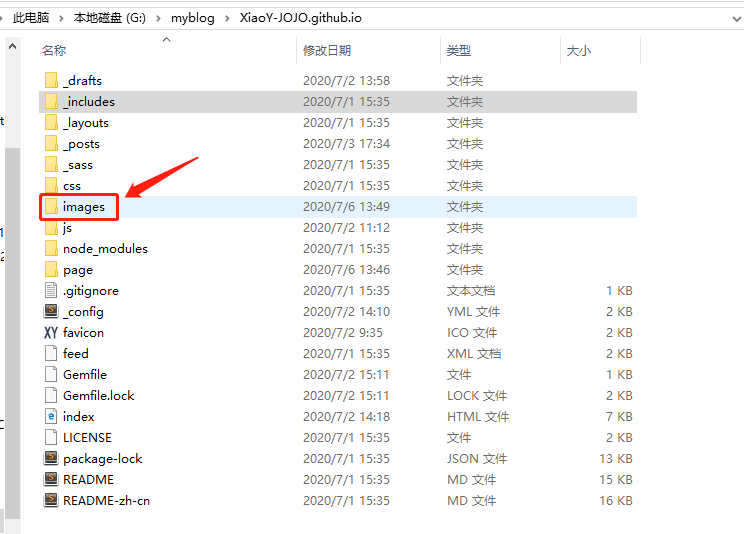 此电脑 > 本地磁盘 (G:) > myblog > XiaoY-JOJO.github.io
名称 修改日期 类型 大小
_drafts 2020/7/2 13:58 文件夹
_includes 2020/7/1 15:35 文件夹
_layouts 2020/7/1 15:35 文件夹
_posts 2020/7/3 17:34 文件夹
_sass 2020/7/1 15:35 文件夹
css 2020/7/1 15:35 文件夹
images 2020/7/6 13:49 文件夹
js 2020/7/2 11:12 文件夹
node_modules 2020/7/1 15:35 文件夹
page 2020/7/6 13:46 文件夹
.gitignore 2020/7/1 15:35 文本文档 1 KB
_config 2020/7/2 14:10 YML 文件 2 KB
XY favicon 2020/7/2 9:35 ICO 文件 2 KB
feed 2020/7/1 15:35 XML 文档 2 KB
Gemfile 2020/7/2 15:11 文件 1 KB
Gemfile.lock 2020/7/2 15:11 LOCK 文件 2 KB
index 2020/7/2 14:18 HTML 文件 7 KB
LICENSE 2020/7/1 15:35 文件 2 KB
package-lock 2020/7/1 15:35 JSON 文件 13 KB
README 2020/7/1 15:35 MD 文件 15 KB
README-zh-cn 2020/7/1 15:35 MD 文件 16 KB